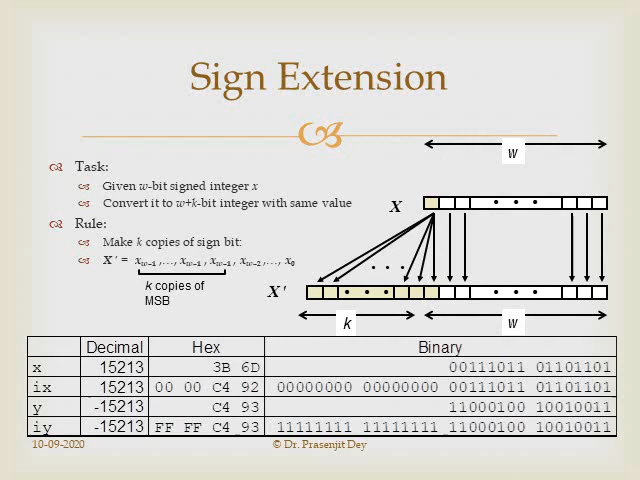 Sign Extension
w
Task:
Given w-bit signed integer x
Convert it to w+k-bit integer with same value
X
Rule:
Make k copies of sign bit:
X ′ = xw–1 ,…, xw–1 , xw–1 , xw–2 ,…, x0
k copies of
MSB
X ′
• • •
• • •
• • •
• • •
k
w
Decimal Hex Binary
x 15213 3B 6D 00111011 01101101
ix 15213 00 00 C4 92 00000000 00000000 00111011 01101101
y -15213 C4 93 11000100 10010011
iy -15213 FF FF C4 93 11111111 11111111 11000100 10010011
10-09-2020 © Dr. Prasenjit Dey